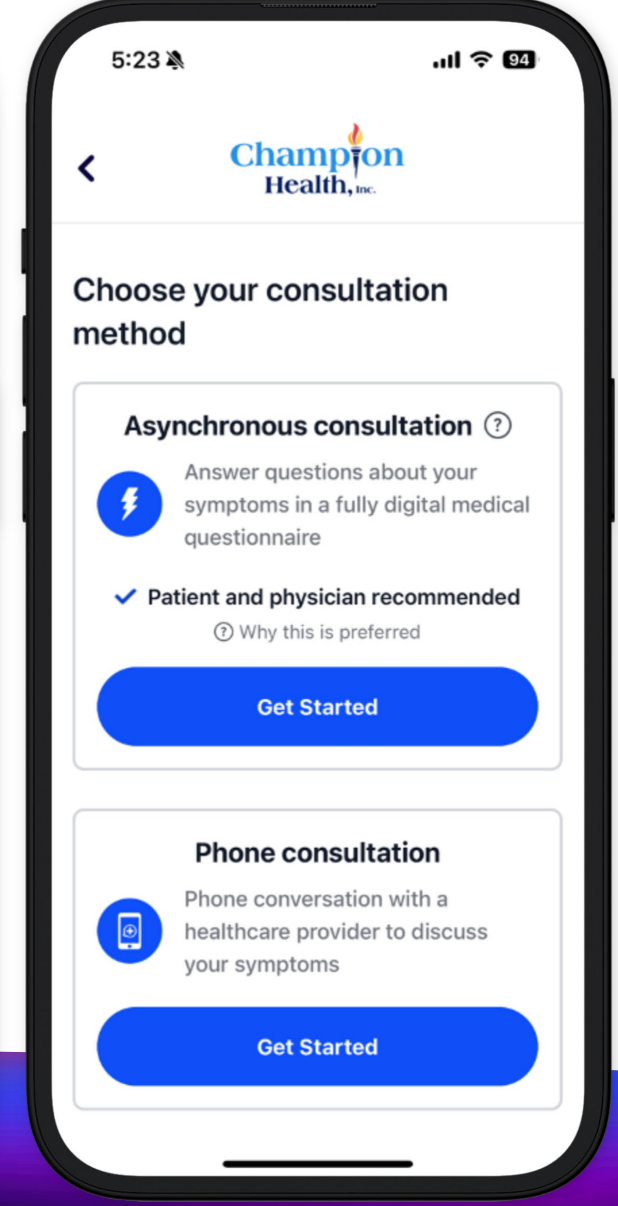 5:23
94
Champion
Health, Inc.
Choose your consultation
method
Asynchronous consultation ?
Answer questions about your
symptoms in a fully digital medical
questionnaire
Patient and physician recommended
? Why this is preferred
Get Started
Phone consultation
Phone conversation with a
healthcare provider to discuss
your symptoms
Get Started